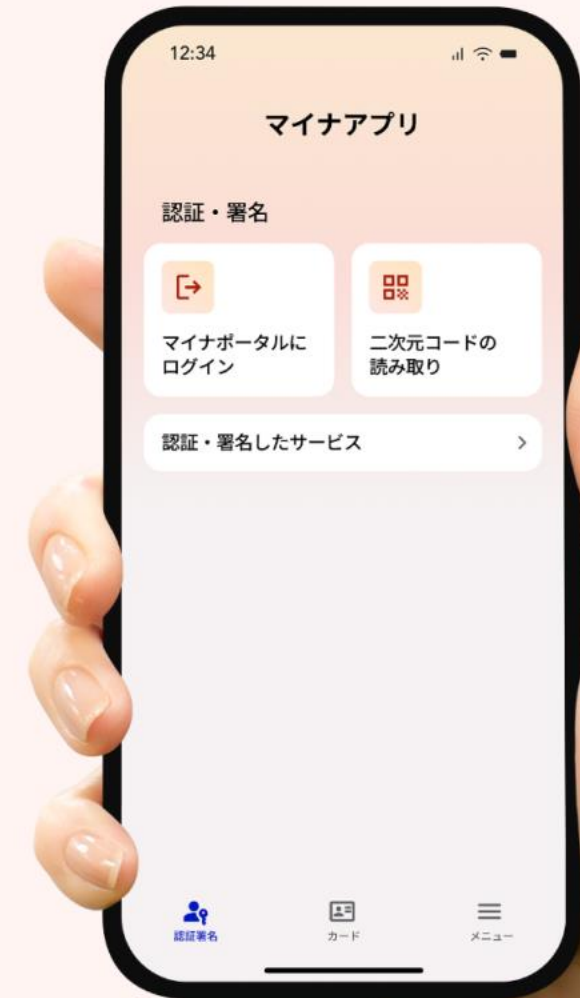 12:34
マイナアプリ
認証・署名
マイナポータルに
ログイン
二次元コードの
読み取り
認証・署名したサービス
認証署名
カード
メニュー